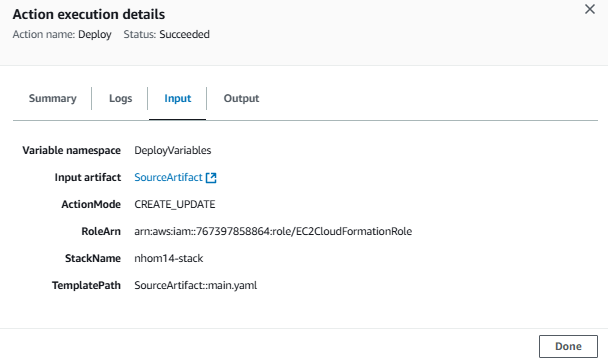 Action execution details
Action name: Deploy Status: Succeeded
Summary Logs Input Output
Variable namespace DeployVariables
Input artifact SourceArtifact
ActionMode CREATE_UPDATE
RoleArn arn:aws:iam::767397858864:role/EC2CloudFormationRole
StackName nhom14-stack
TemplatePath SourceArtifact::main.yaml
Done